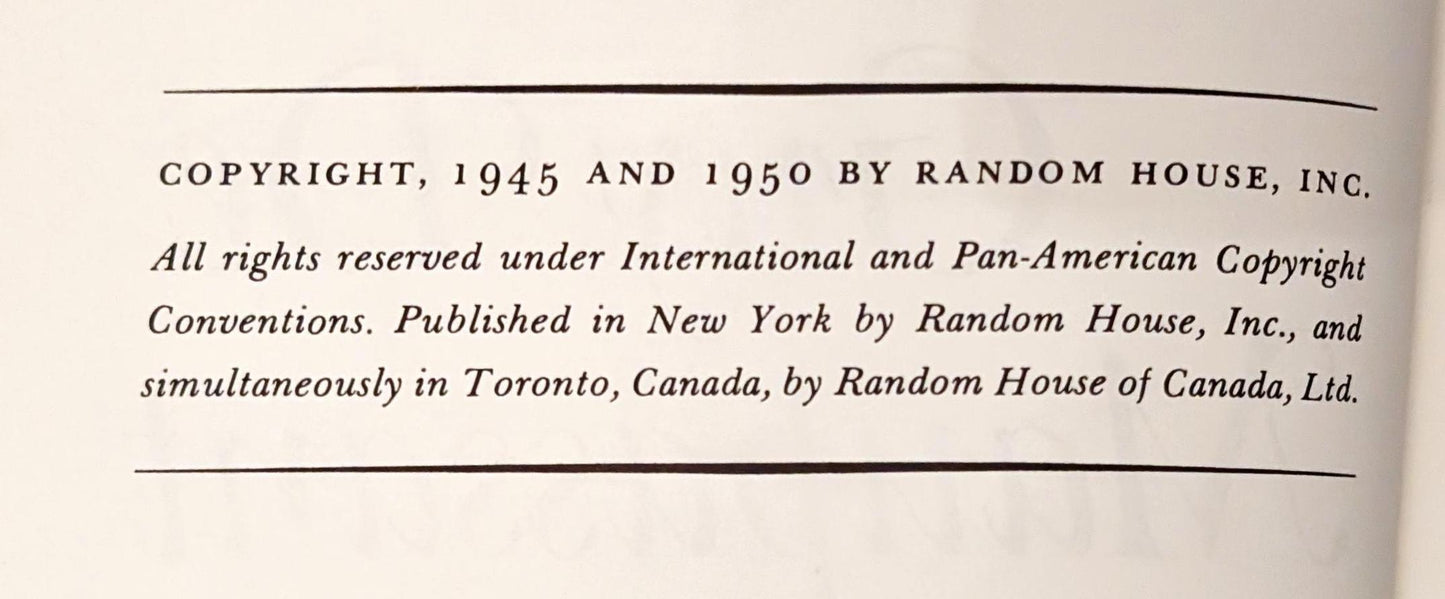 COPYRIGHT, 1945 AND 1950 BY RANDOM HOUSE, INC.
All rights reserved under International and Pan-American Copyright
Conventions. Published in New York by Random House, Inc., and
simultaneously in Toronto, Canada, by Random House of Canada, Ltd.